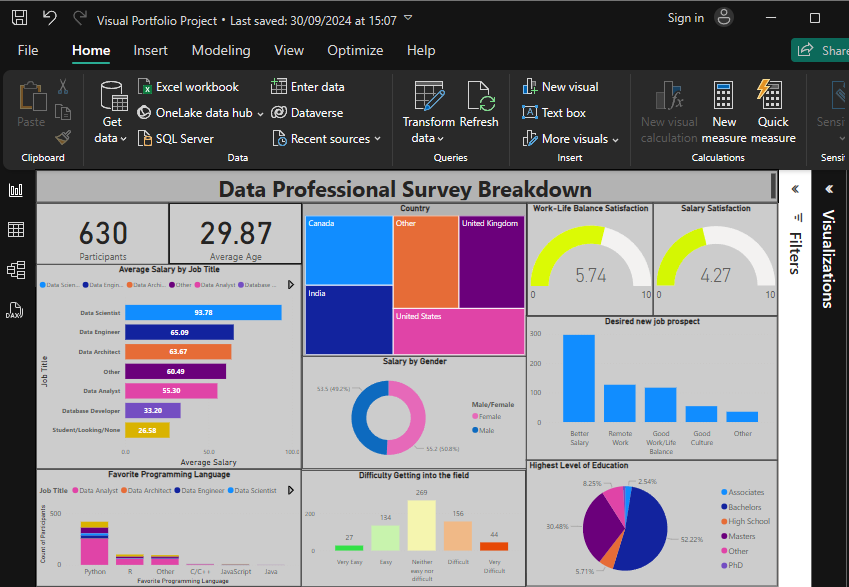 Visual Portfolio Project • Last saved: 30/09/2024 at 15:07
Sign in
File Home Insert Modeling View Optimize Help
Share
Paste
Clipboard
Get data
Excel workbook
OneLake data hub
SQL Server
Enter data
Dataverse
Recent sources
Data
Transform data
Refresh
Queries
New visual
Text box
More visuals
Insert
New visual calculation
New measure
Quick measure
Calculations
Sensit
Data Professional Survey Breakdown
630
Participants
29.87
Average Age
Country
Canada
Other
United Kingdom
India
United States
Work-Life Balance Satisfaction
5.74
0
10
Salary Satisfaction
4.27
0
10
Filters
Visualizations
Average Salary by Job Title
Data Scien... Data Engin... Data Archi... Other Data Analyst Database ...
Job Title
Data Scientist 93.78
Data Engineer 65.09
Data Architect 63.67
Other 60.49
Data Analyst 55.30
Database Developer 33.20
Student/Looking/None 26.58
0.0 50.0 100.0
Average Salary
Salary by Gender
53.5 (49.2%)
55.2 (50.8%)
Male/Female
Female
Male
Desired new job prospect
300
200
100
0
Better Salary
Remote Work
Good Work/Life Balance
Good Culture
Other
Favorite Programming Language
Job Title Data Analyst Data Architect Data Engineer Data Scientist
Count of Participants
500
0
Python R Other C/C++ JavaScript Java
Favorite Programming Language
Difficulty Getting into the field
200
0
27
134
269
156
44
Very Easy
Easy
Neither easy nor difficult
Difficult
Very Difficult
Highest Level of Education
8.25%
2.54%
30.48%
52.22%
5.71%
Associates
Bachelors
High School
Masters
Other
PhD